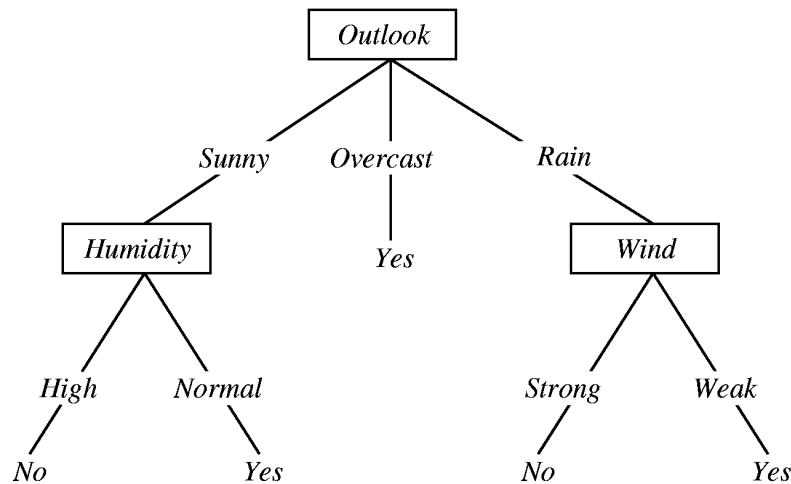 Outlook
Sunny Overcast Rain
Humidity Yes Wind
High Normal Strong Weak
No Yes No Yes